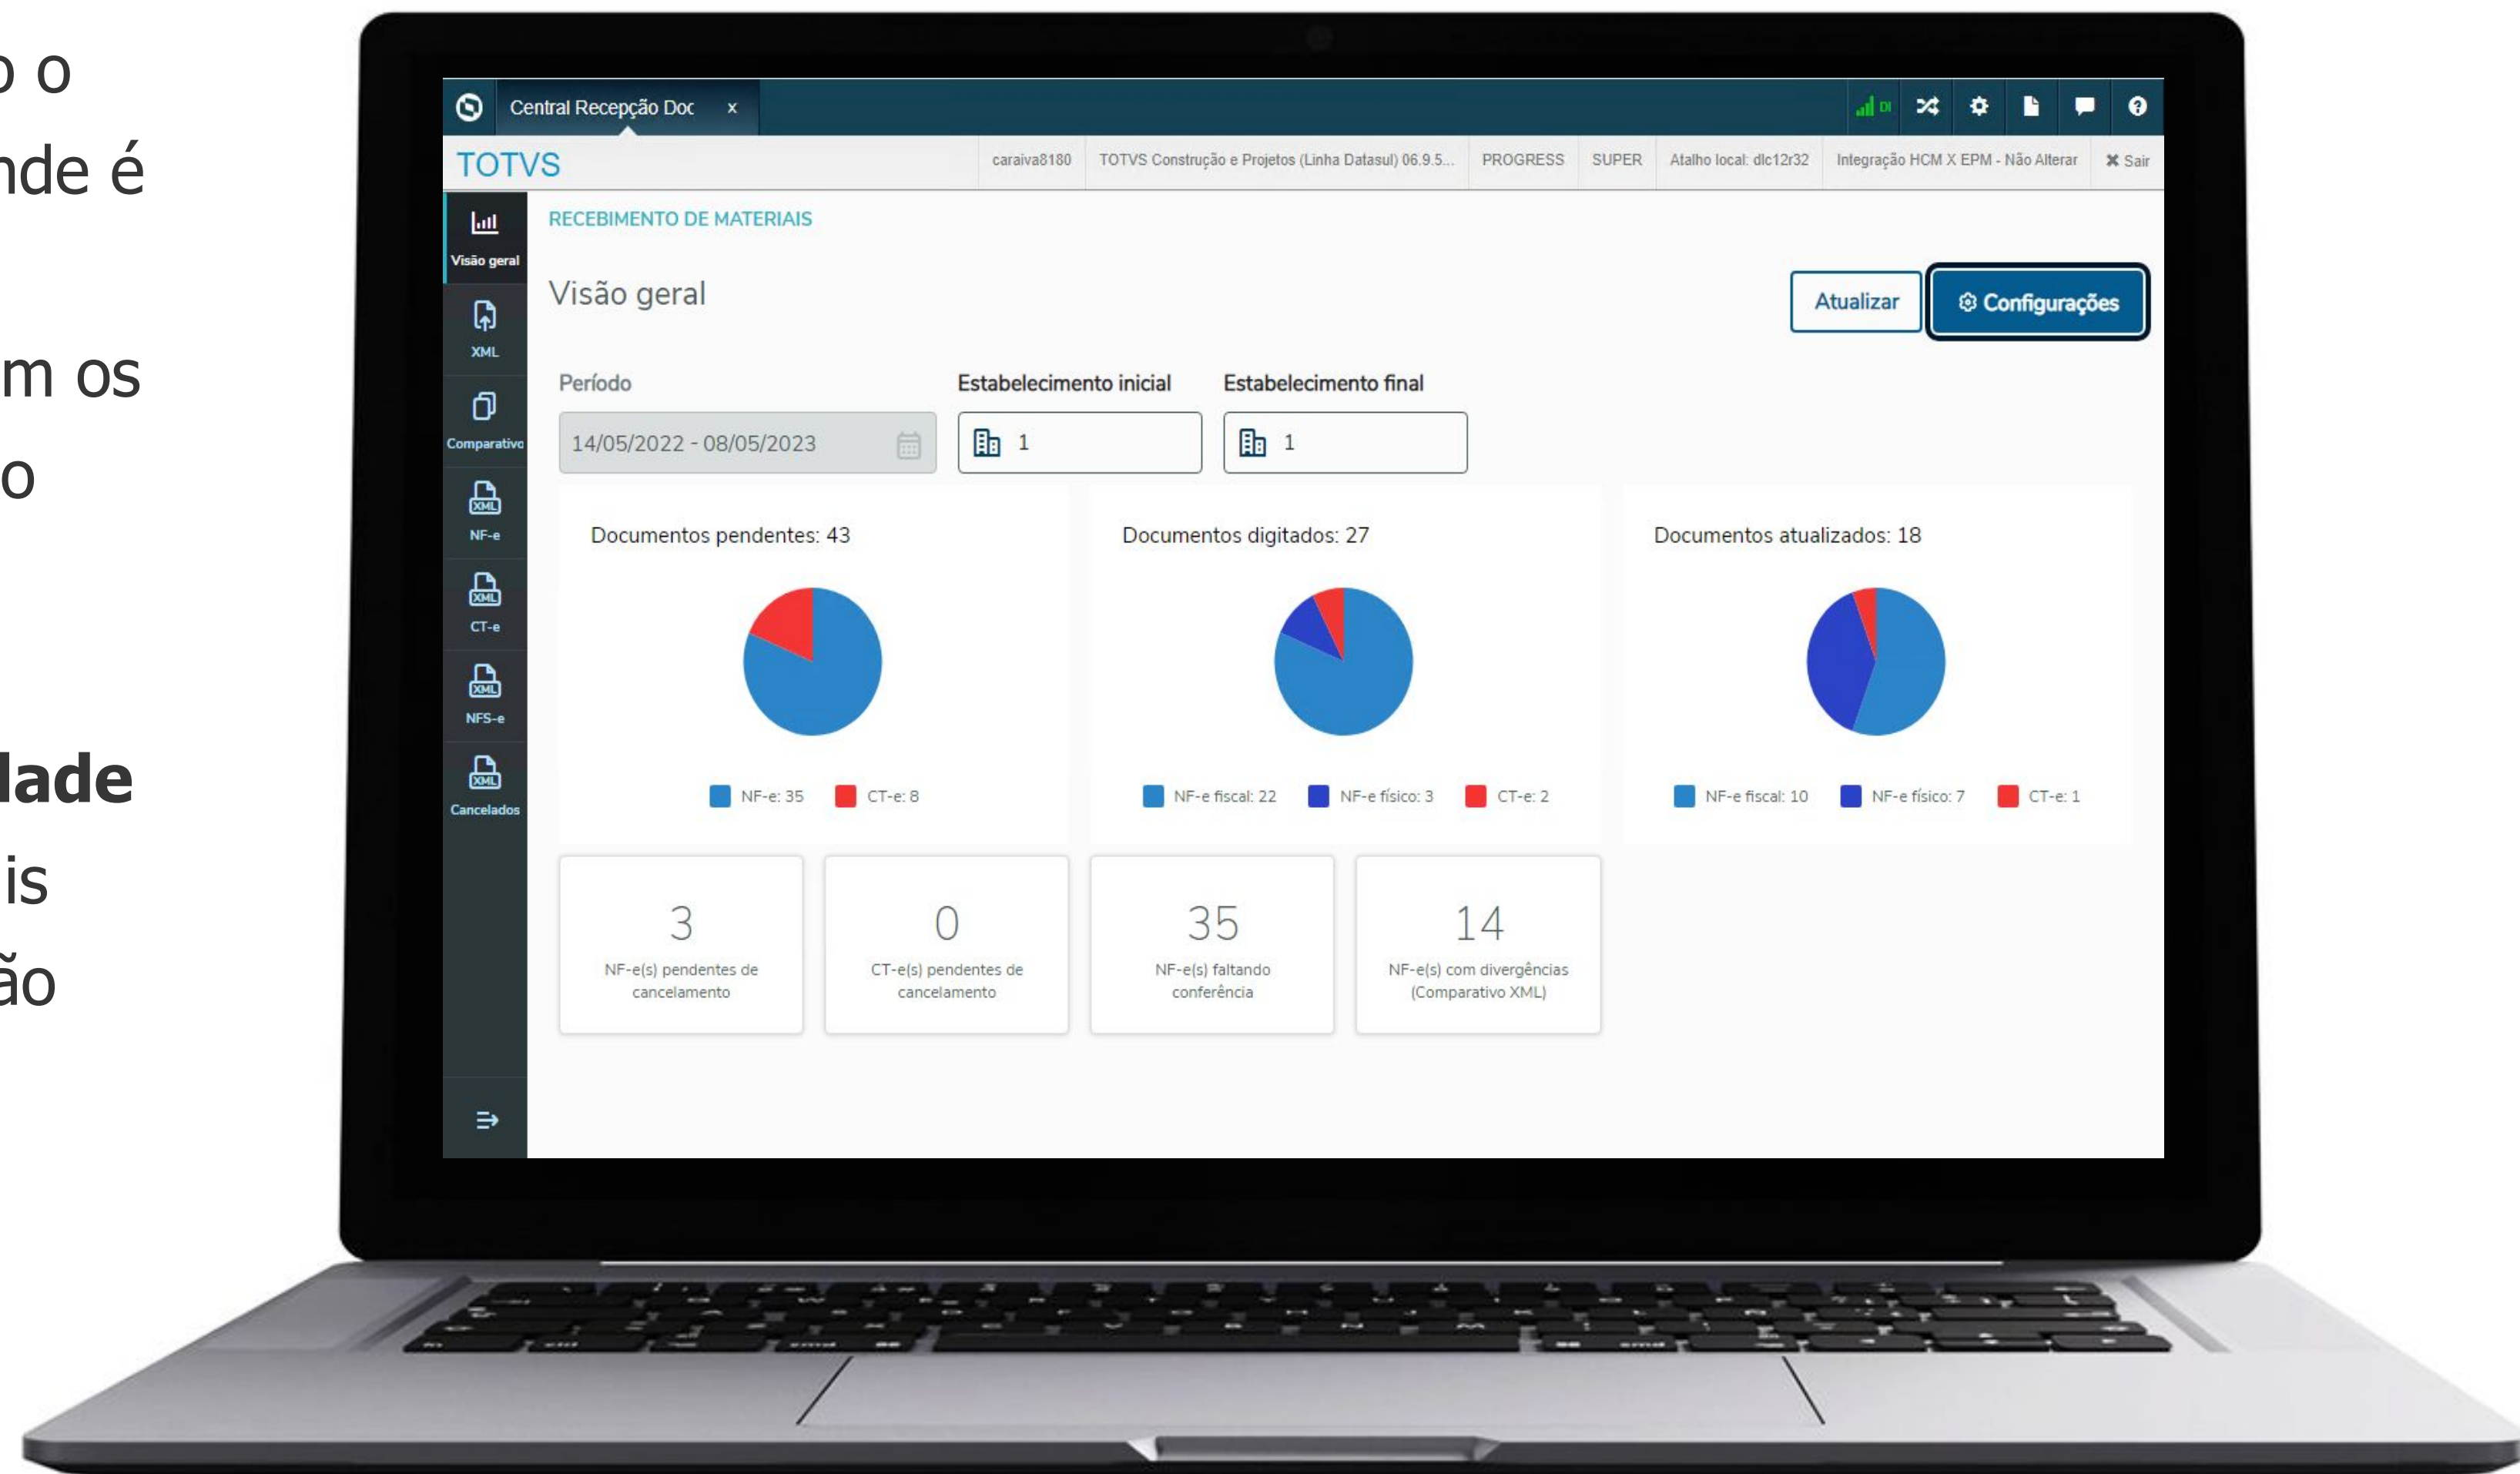 o o
nde é
m os
o
lade
is
ão
Central Recepção Doc x
DI
TOTVS
caraiva8180 TOTVS Construção e Projetos (Linha Datasul) 06.9.5... PROGRESS SUPER Atalho local: dlc12r32 Integração HCM X EPM - Não Alterar ✖ Sair
Visão geral
XML
Comparativo
XML
NF-e
XML
CT-e
XML
NFS-e
XML
Cancelados
RECEBIMENTO DE MATERIAIS
Visão geral
Atualizar
Configurações
Período
14/05/2022 - 08/05/2023
Estabelecimento inicial
1
Estabelecimento final
1
Documentos pendentes: 43
NF-e: 35 CT-e: 8
Documentos digitados: 27
NF-e fiscal: 22 NF-e físico: 3 CT-e: 2
Documentos atualizados: 18
NF-e fiscal: 10 NF-e físico: 7 CT-e: 1
3
NF-e(s) pendentes de
cancelamento
0
CT-e(s) pendentes de
cancelamento
35
NF-e(s) faltando
conferência
14
NF-e(s) com divergências
(Comparativo XML)